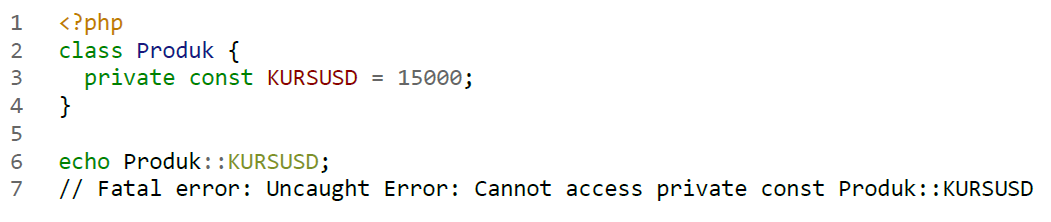 1 <?php
2 class Produk {
3   private const KURSUSD = 15000;
4 }
5
6 echo Produk::KURSUSD;
7 // Fatal error: Uncaught Error: Cannot access private const Produk::KURSUSD